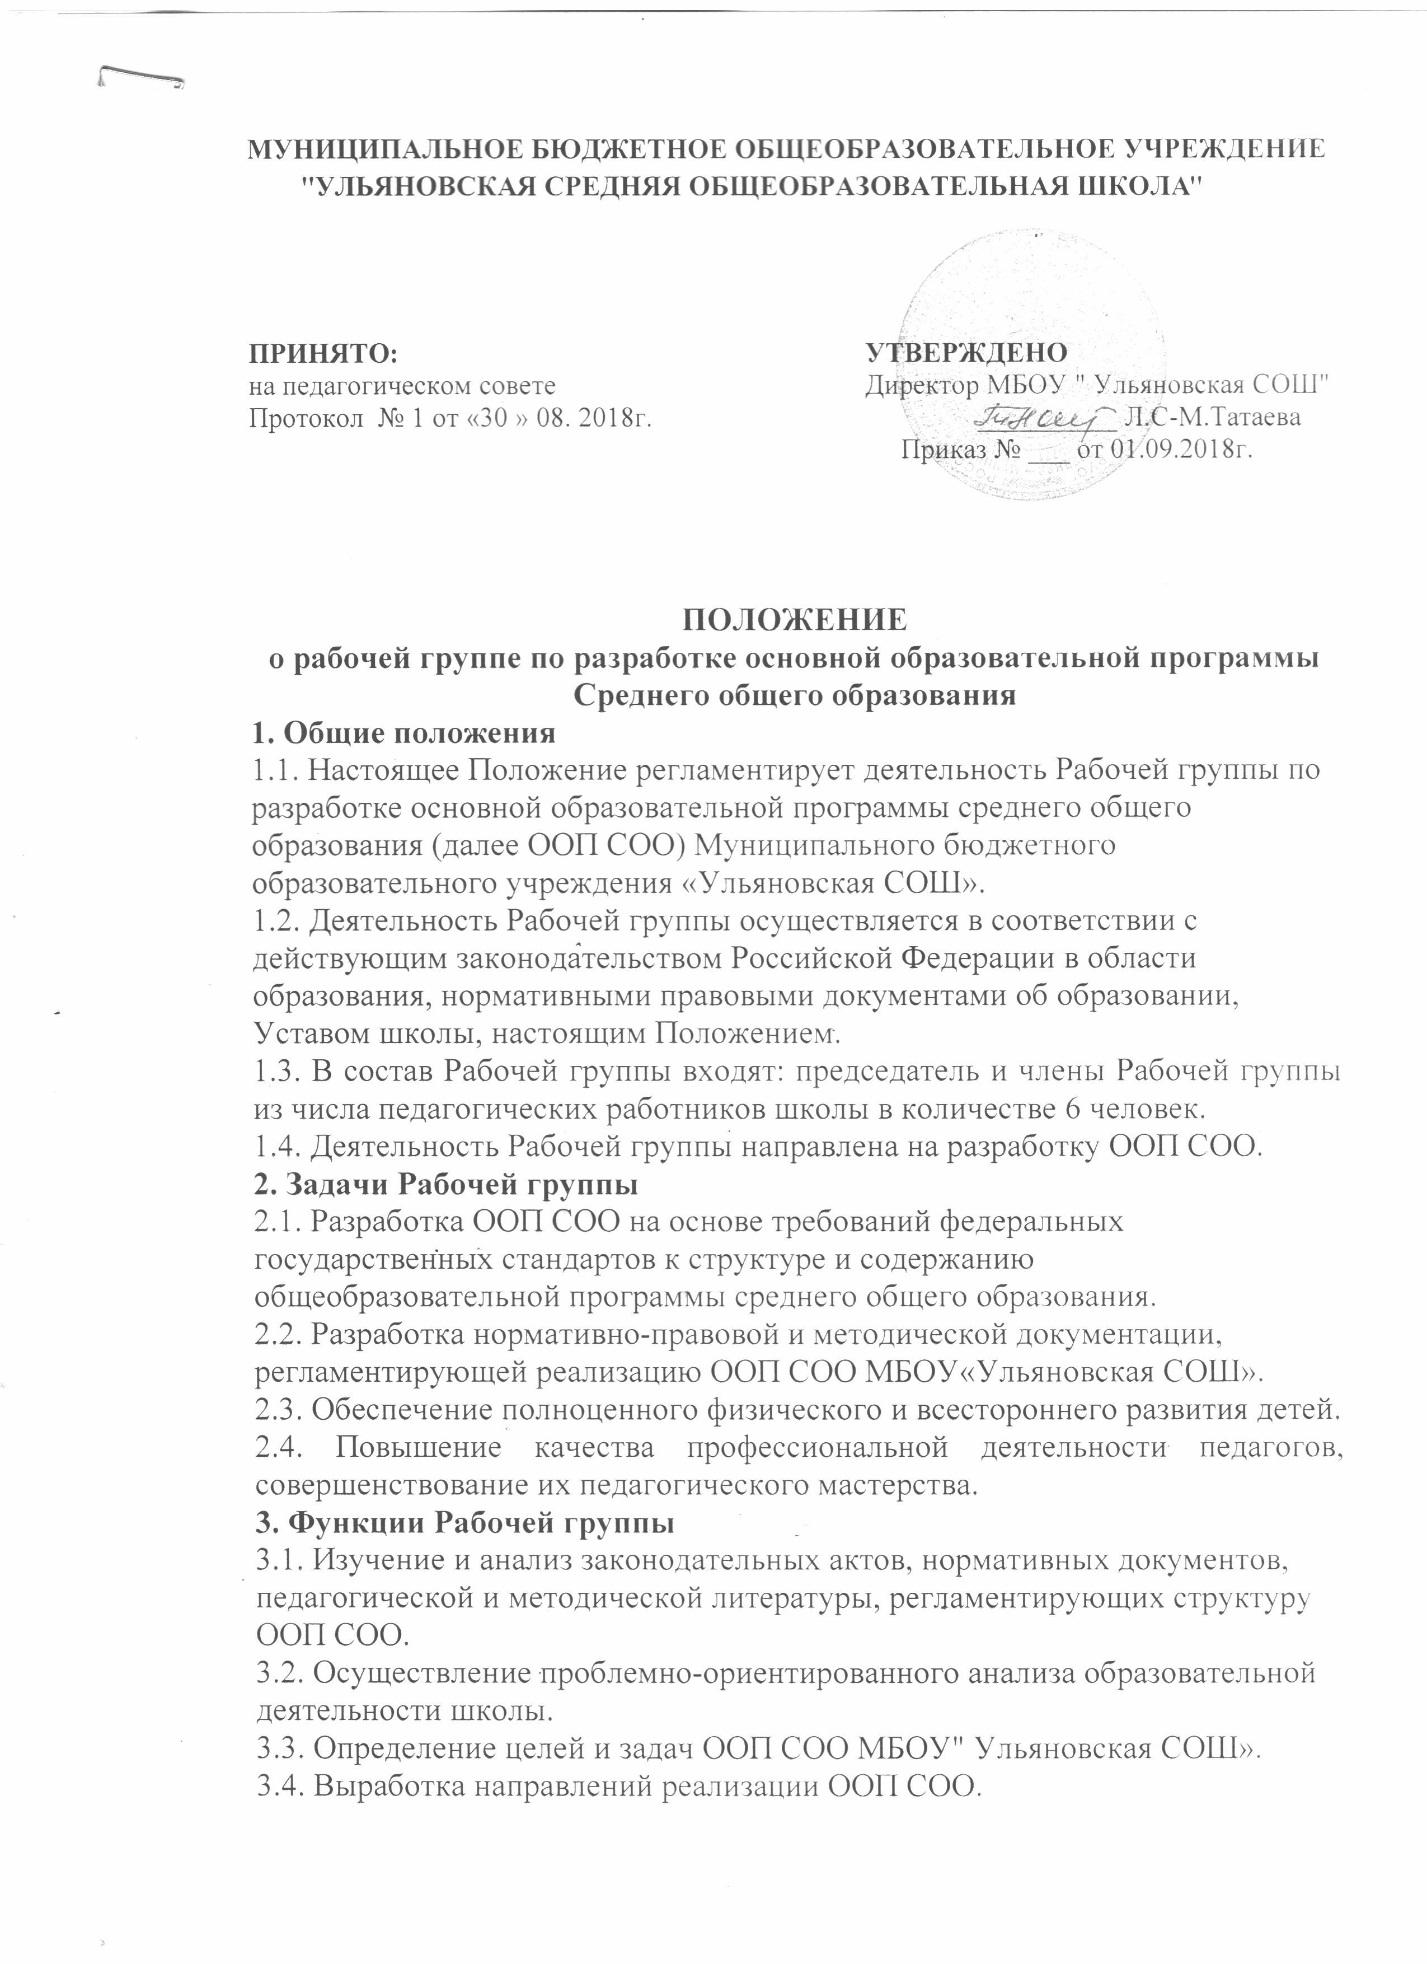 МУНИЦИПАЛЬНОЕ БЮДЖЕТНОЕ ОБЩЕОБРАЗОВАТЕЛЬНОЕ УЧРЕЖДЕНИЕ
"УЛЬЯНОВСКАЯ СРЕДНЯЯ ОБЩЕОБРАЗОВАТЕЛЬНАЯ ШКОЛА"
ПРИНЯТО:
на педагогическом совете
Протокол № 1 от «30 » 08. 2018г.
УТВЕРЖДЕНО
Директор МБОУ " Ульяновская СОШ"
Л.С-М.Татаева
Приказ № ___ от 01.09.2018г.
ПОЛОЖЕНИЕ
о рабочей группе по разработке основной образовательной программы
Среднего общего образования
1. Общие положения
1.1. Настоящее Положение регламентирует деятельность Рабочей группы по
разработке основной образовательной программы среднего общего
образования (далее ООП СОО) Муниципального бюджетного
образовательного учреждения «Ульяновская СОШ».
1.2. Деятельность Рабочей группы осуществляется в соответствии с
действующим законодательством Российской Федерации в области
образования, нормативными правовыми документами об образовании,
Уставом школы, настоящим Положением.
1.3. В состав Рабочей группы входят: председатель и члены Рабочей группы
из числа педагогических работников школы в количестве 6 человек.
1.4. Деятельность Рабочей группы направлена на разработку ООП СОО.
2. Задачи Рабочей группы
2.1. Разработка ООП СОО на основе требований федеральных
государственных стандартов к структуре и содержанию
общеобразовательной программы среднего общего образования.
2.2. Разработка нормативно-правовой и методической документации,
регламентирующей реализацию ООП СОО МБОУ«Ульяновская СОШ».
2.3. Обеспечение полноценного физического и всестороннего развития детей.
2.4. Повышение качества профессиональной деятельности педагогов,
совершенствование их педагогического мастерства.
3. Функции Рабочей группы
3.1. Изучение и анализ законодательных актов, нормативных документов,
педагогической и методической литературы, регламентирующих структуру
ООП СОО.
3.2. Осуществление проблемно-ориентированного анализа образовательной
деятельности школы.
3.3. Определение целей и задач ООП СОО МБОУ" Ульяновская СОШ».
3.4. Выработка направлений реализации ООП СОО.